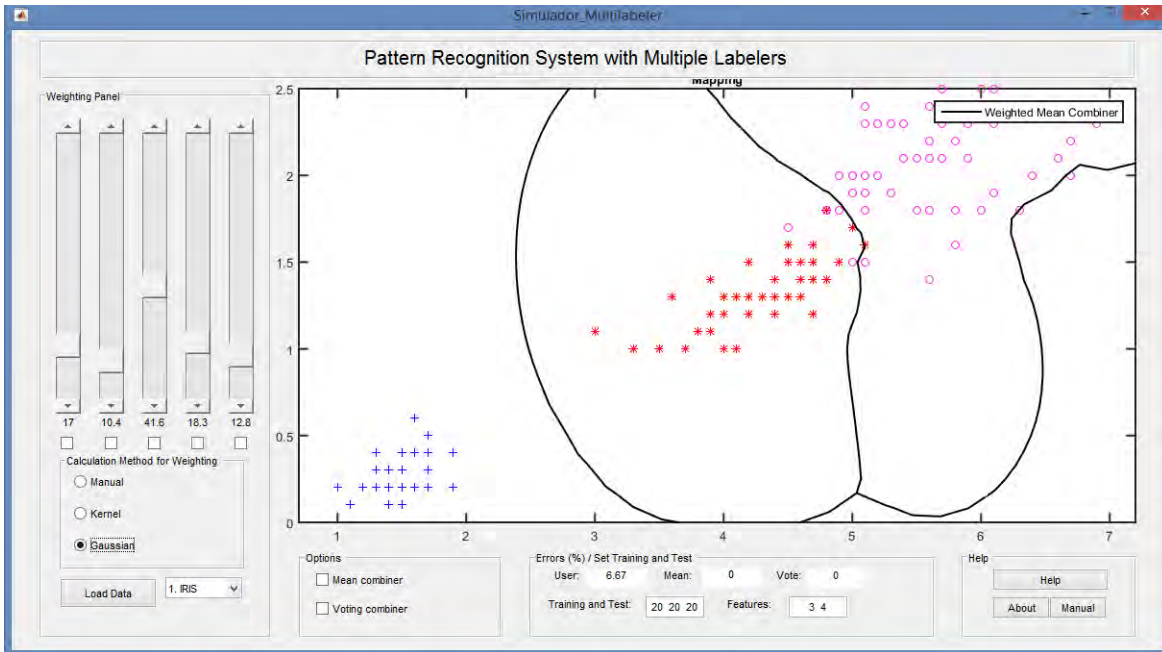 Simulador_Multilabeler
Pattern Recognition System with Multiple Labelers
Weighting Panel
17 10.4 41.6 18.3 12.8
Calculation Method for Weighting
Manual
Kernel
Gaussian
Load Data 1. IRIS
Mapping
Weighted Mean Combiner
2.5
2
1.5
1
0.5
0
1 2 3 4 5 6 7
Options
Mean combiner
Voting combiner
Errors (%) / Set Training and Test
User: 6.67 Mean: 0 Vote: 0
Training and Test: 20 20 20 Features: 3 4
Help
Help
About Manual